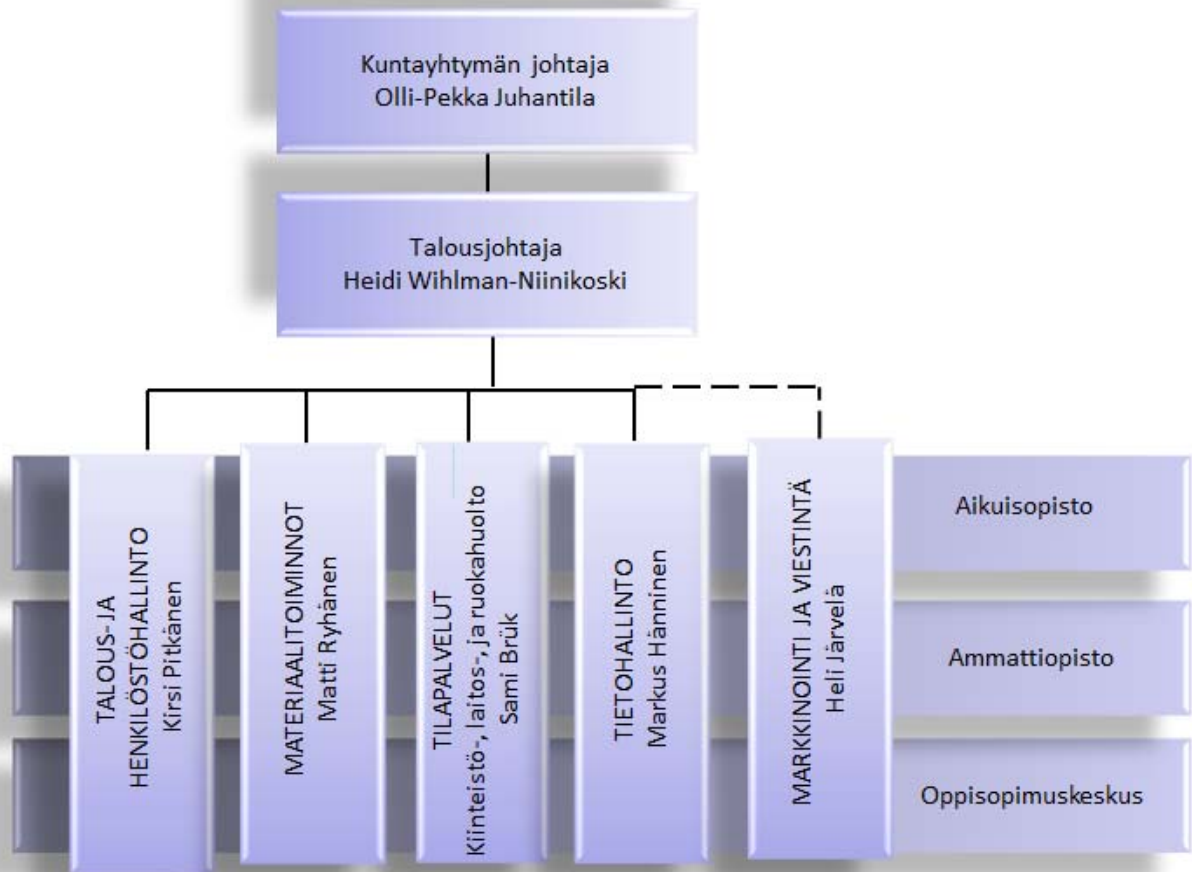 Kuntayhtymän johtaja
Olli-Pekka Juhantila
Talousjohtaja
Heidi Wihlman-Niinikoski
TALOUS- JA
HENKILÖSTÖHALLINTO
Kirsi Pitkänen
MATERIAALITOIMINNOT
Matti Ryhänen
TILAPALVELUT
Kiinteistö-, laitos-, ja ruokahuolto
Sami Brük
TIETOHALLINTO
Markus Hänninen
MARKKINOINTI JA VIESTINTÄ
Heli Järvelä
Aikuisopisto
Ammattiopisto
Oppisopimuskeskus